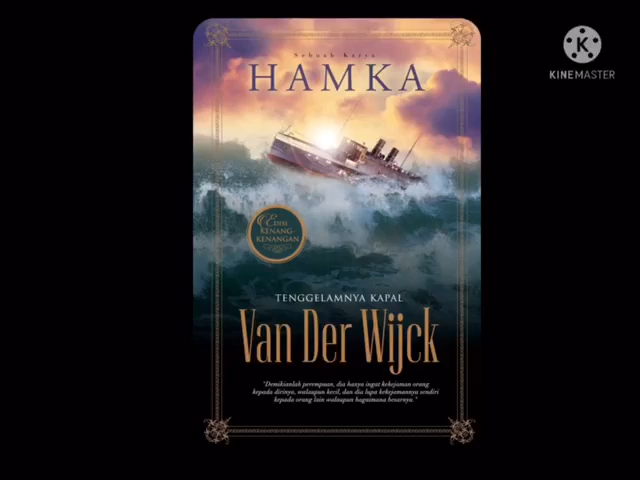 Sebuah Karya
HAMKA
KINEMASTER
EDISI
KENANG-
KENANGAN
TENGGELAMNYA KAPAL
Van Der Wijck
"Demikianlah perempuan, dia hanya ingat kekejaman orang
kepada dirinya, walaupun kecil, dan dia lupa kekejamannya sendiri
kepada orang lain walaupun bagaimana besarnya."